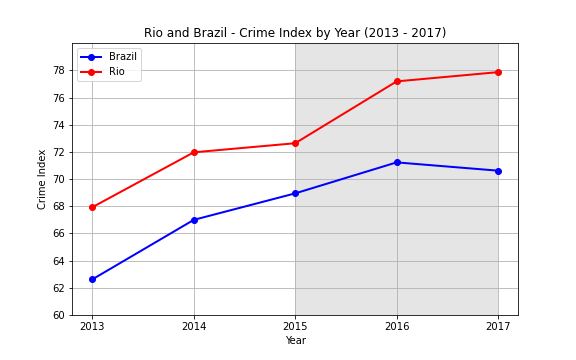 Rio and Brazil - Crime Index by Year (2013 - 2017)
Brazil
Rio
78
76
74
72
70
68
66
64
62
60
Crime Index
2013 2014 2015 2016 2017
Year